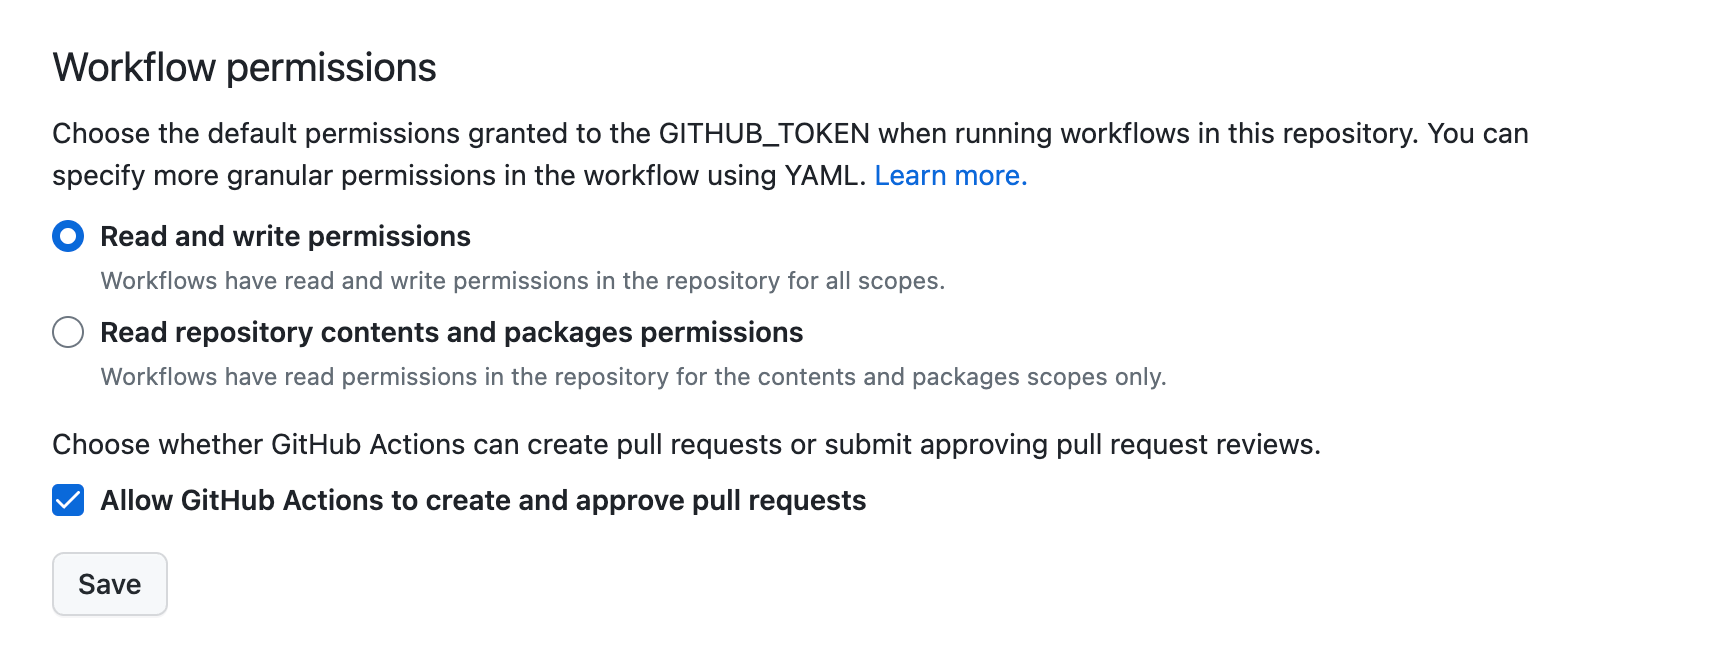 Workflow permissions
Choose the default permissions granted to the GITHUB_TOKEN when running workflows in this repository. You can
specify more granular permissions in the workflow using YAML. Learn more.
Read and write permissions
Workflows have read and write permissions in the repository for all scopes.
Read repository contents and packages permissions
Workflows have read permissions in the repository for the contents and packages scopes only.
Choose whether GitHub Actions can create pull requests or submit approving pull request reviews.
Allow GitHub Actions to create and approve pull requests
Save